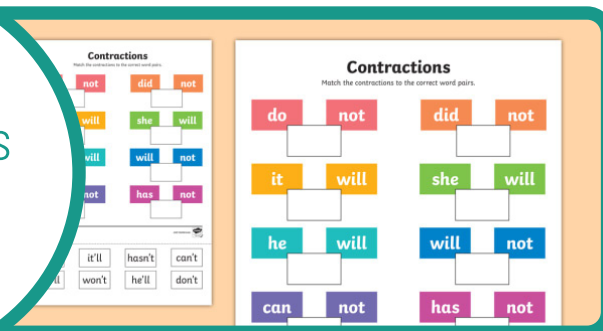 S
Contractions
Match the contractions to the correct word pairs.
not did not
will she will
will will not
not has not
it'll hasn't can't
ll won't he'll don't
Contractions
Match the contractions to the correct word pairs.
do not did not
it will she will
he will will not
can not has not